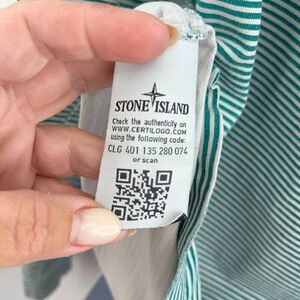 STONE ISLAND
Check the authenticity on
WWW.CERTILOGO.COM
using the following code:
CLG 401 135 280 074
or scan